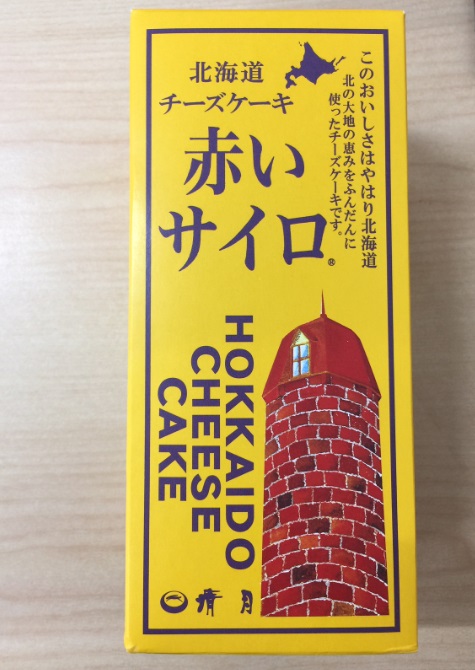 北海道
チーズケーキ
赤い
サイロ®
このおいしさはやはり北海道
北の大地の恵みをふんだんに
使ったチーズケーキです。
HOKKAIDO
CHEESE
CAKE
清月